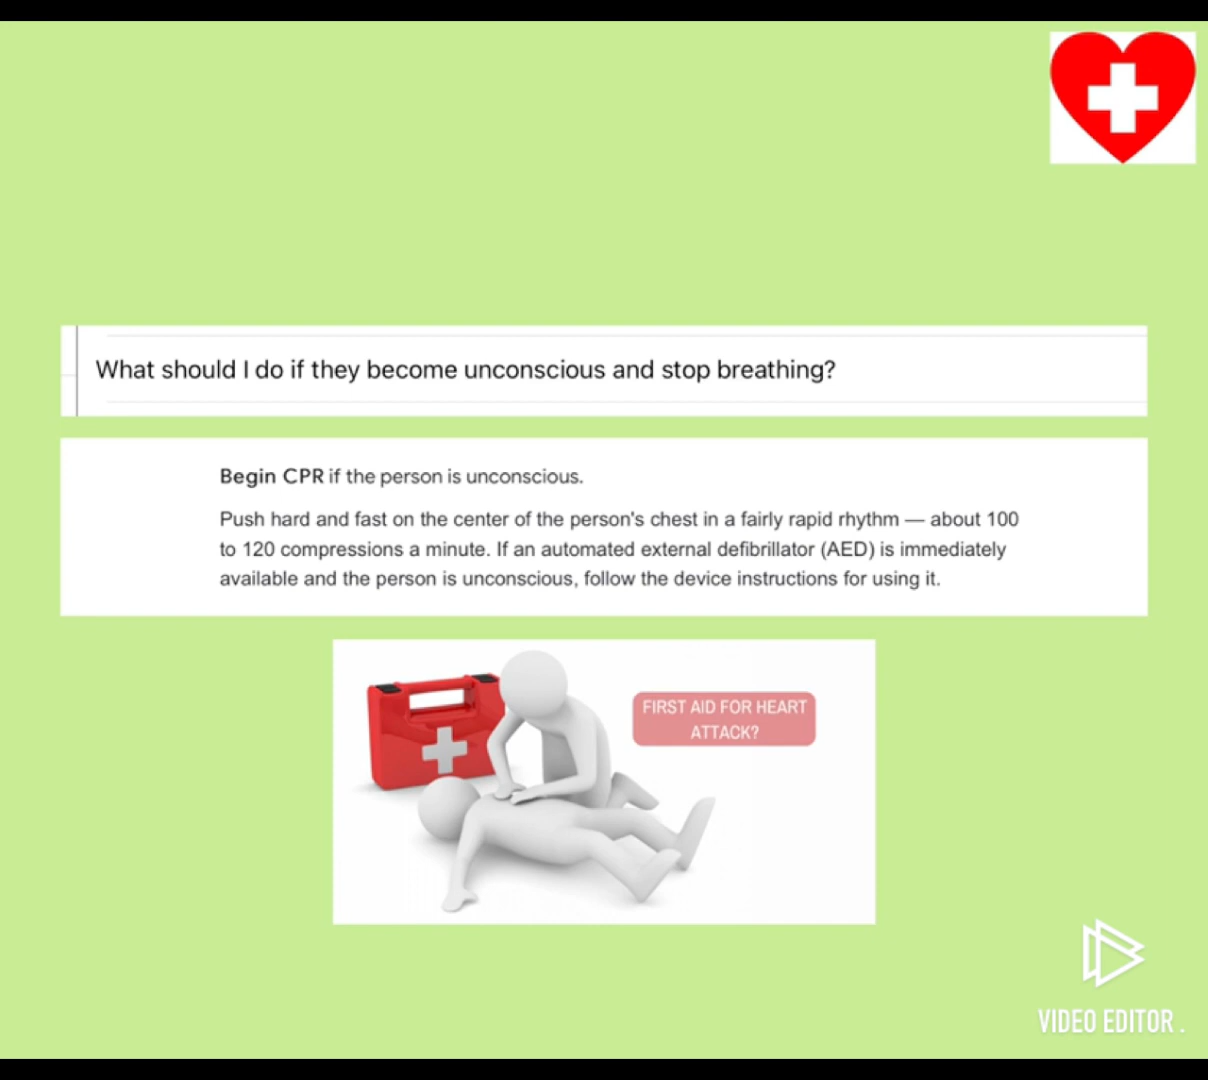 What should I do if they become unconscious and stop breathing?
Begin CPR if the person is unconscious.
Push hard and fast on the center of the person's chest in a fairly rapid rhythm — about 100
to 120 compressions a minute. If an automated external defibrillator (AED) is immediately
available and the person is unconscious, follow the device instructions for using it.
FIRST AID FOR HEART
ATTACK?
VIDEO EDITOR .